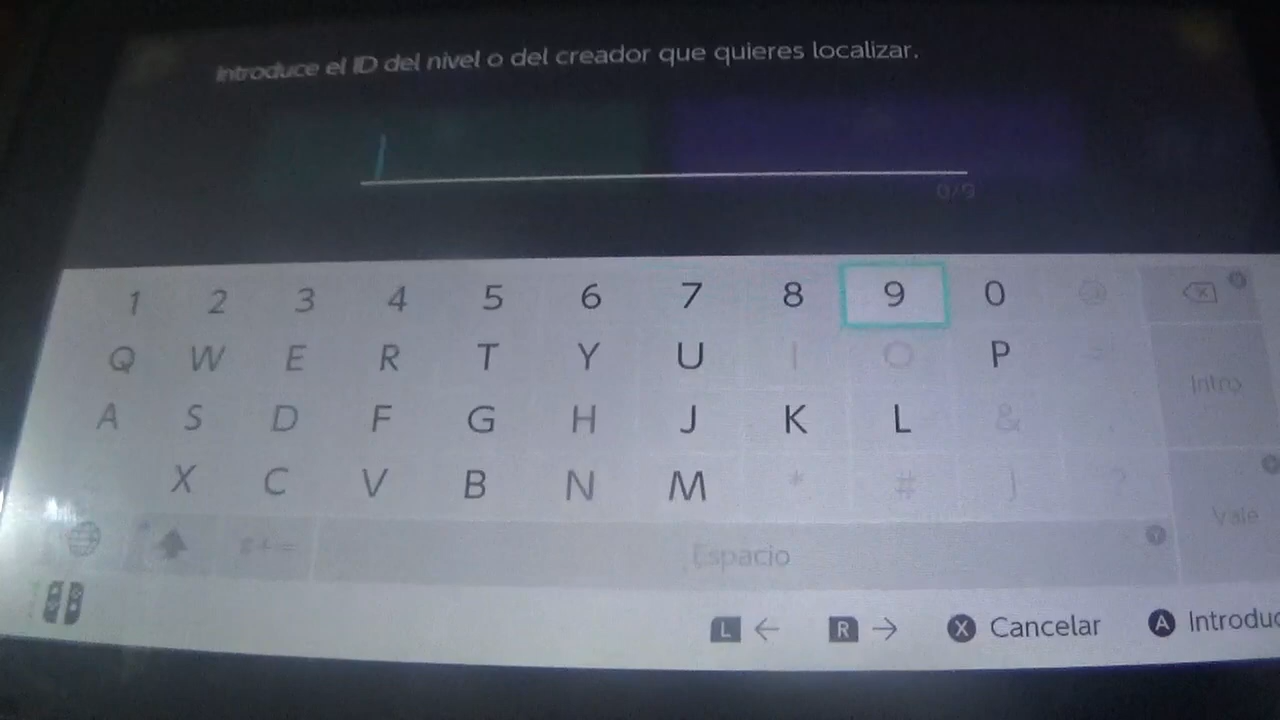 Introduce el ID del nivel o del creador que quieres localizar.
0/9
1 2 3 4 5 6 7 8 9 0
Q W E R T Y U I O P
A S D F G H J K L &
Intro
X C V B N M * # ) ?
Vale
Espacio
L ← R → X Cancelar A Introduc